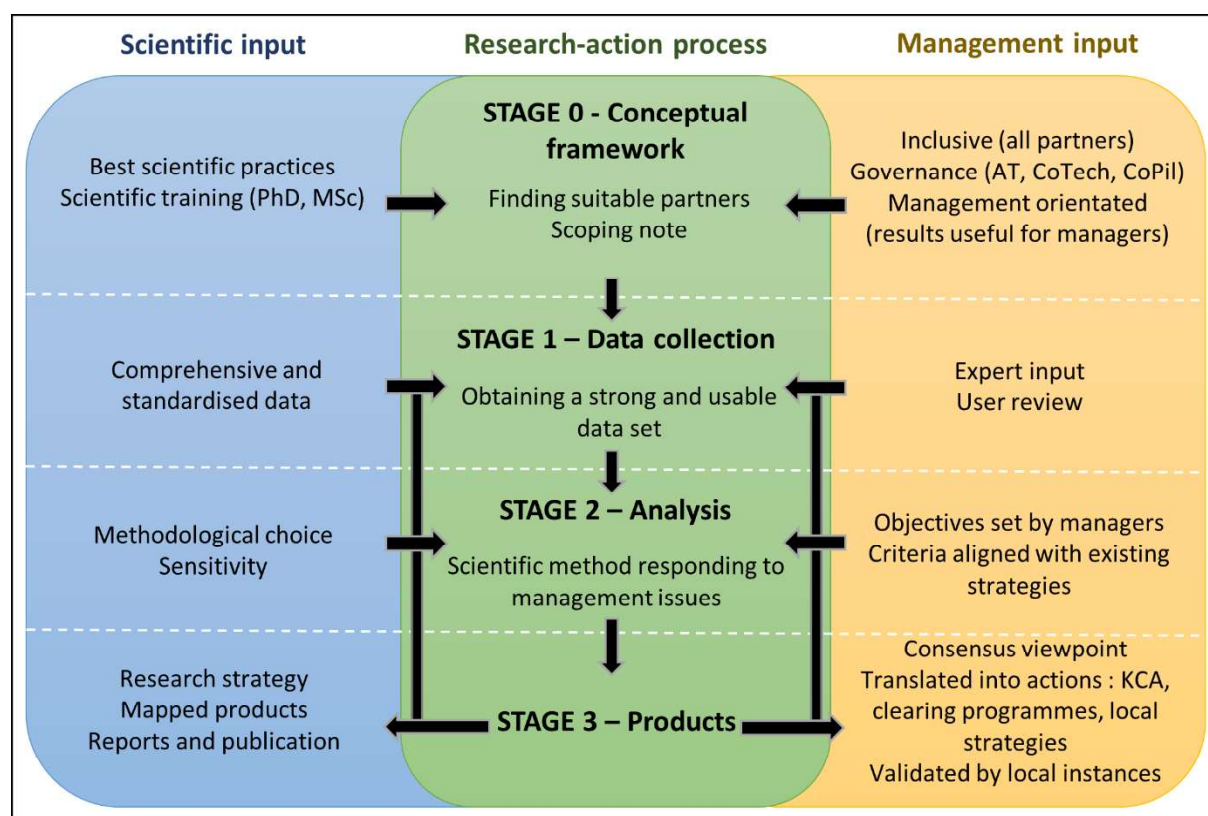 Scientific input
Research-action process
Management input
STAGE 0 - Conceptual
framework
Best scientific practices
Scientific training (PhD, MSc)
Finding suitable partners
Scoping note
Inclusive (all partners)
Governance (AT, CoTech, CoPil)
Management orientated
(results useful for managers)
STAGE 1 – Data collection
Comprehensive and
standardised data
Obtaining a strong and usable
data set
Expert input
User review
STAGE 2 – Analysis
Methodological choice
Sensitivity
Scientific method responding to
management issues
Objectives set by managers
Criteria aligned with existing
strategies
Research strategy
Mapped products
Reports and publication
STAGE 3 – Products
Consensus viewpoint
Translated into actions : KCA,
clearing programmes, local
strategies
Validated by local instances